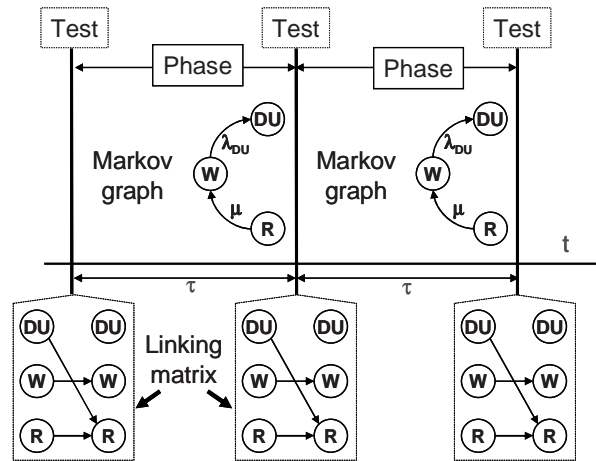 Test Test Test
Phase Phase
DU DU
λDU λDU
Markov graph W Markov graph W
μ μ
R R
t
τ τ
DU DU DU DU DU DU
Linking matrix
W W W W W W
R R R R R R